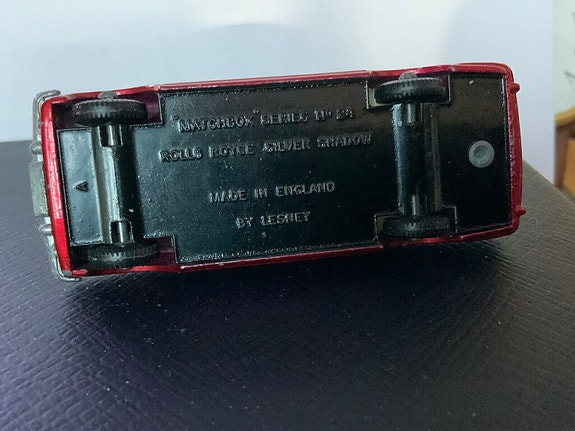 "MATCHBOX" SERIES No 24
ROLLS ROYCE SILVER SHADOW
MADE IN ENGLAND
BY LESNEY
A